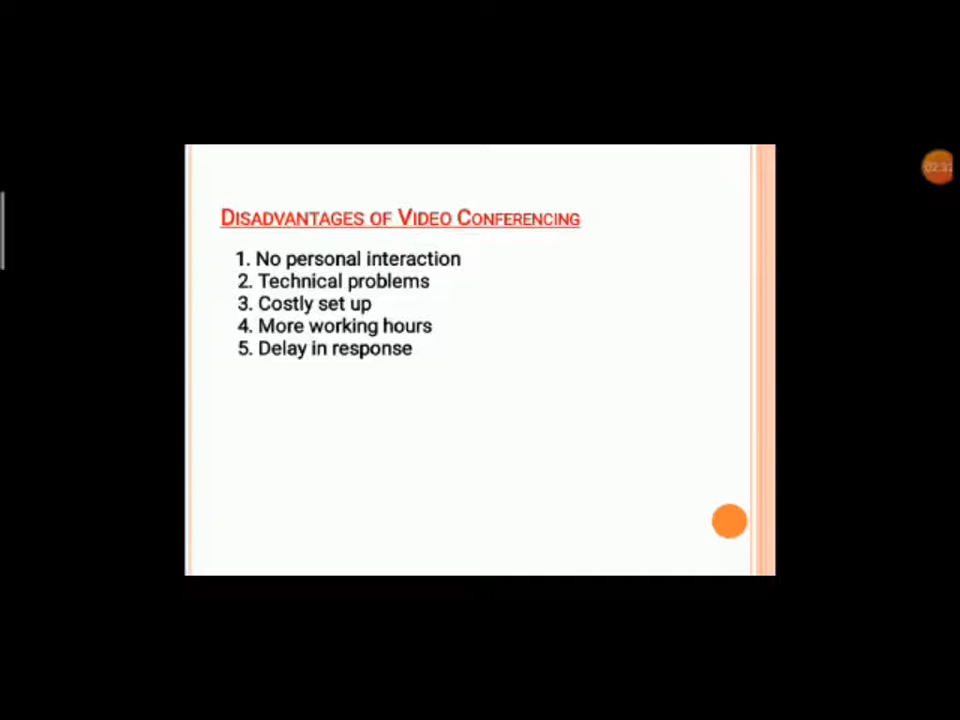 DISADVANTAGES OF VIDEO CONFERENCING
1. No personal interaction
2. Technical problems
3. Costly set up
4. More working hours
5. Delay in response